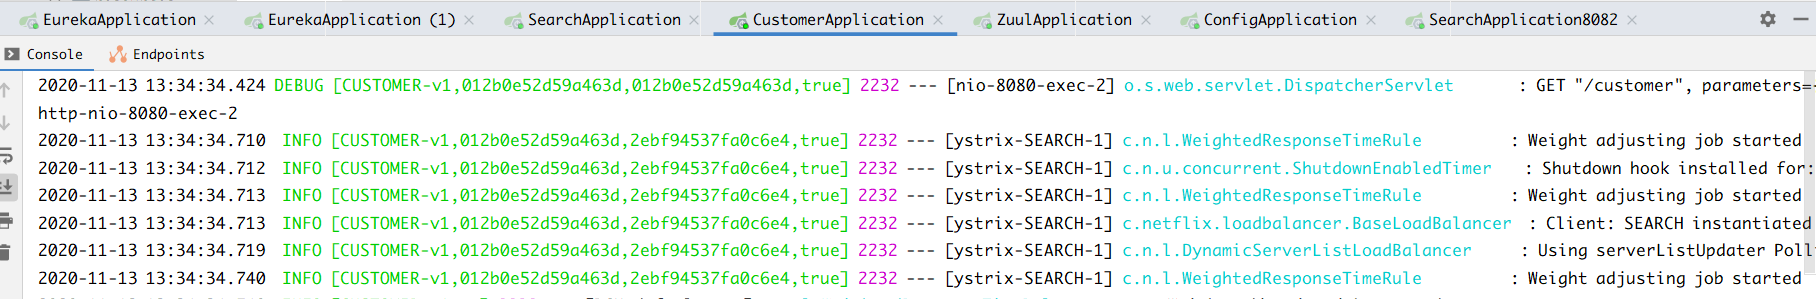 EurekaApplication EurekaApplication (1) SearchApplication CustomerApplication ZuulApplication ConfigApplication SearchApplication8082
Console Endpoints
2020-11-13 13:34:34.424 DEBUG [CUSTOMER-v1,012b0e52d59a463d,012b0e52d59a463d,true] 2232 --- [nio-8080-exec-2] o.s.web.servlet.DispatcherServlet : GET "/customer", parameters=
http-nio-8080-exec-2
2020-11-13 13:34:34.710 INFO [CUSTOMER-v1,012b0e52d59a463d,2ebf94537fa0c6e4,true] 2232 --- [ystrix-SEARCH-1] c.n.l.WeightedResponseTimeRule : Weight adjusting job started
2020-11-13 13:34:34.712 INFO [CUSTOMER-v1,012b0e52d59a463d,2ebf94537fa0c6e4,true] 2232 --- [ystrix-SEARCH-1] c.n.u.concurrent.ShutdownEnabledTimer : Shutdown hook installed for:
2020-11-13 13:34:34.713 INFO [CUSTOMER-v1,012b0e52d59a463d,2ebf94537fa0c6e4,true] 2232 --- [ystrix-SEARCH-1] c.n.l.WeightedResponseTimeRule : Weight adjusting job started
2020-11-13 13:34:34.713 INFO [CUSTOMER-v1,012b0e52d59a463d,2ebf94537fa0c6e4,true] 2232 --- [ystrix-SEARCH-1] c.netflix.loadbalancer.BaseLoadBalancer : Client: SEARCH instantiated
2020-11-13 13:34:34.719 INFO [CUSTOMER-v1,012b0e52d59a463d,2ebf94537fa0c6e4,true] 2232 --- [ystrix-SEARCH-1] c.n.l.DynamicServerListLoadBalancer : Using serverListUpdater Poll
2020-11-13 13:34:34.740 INFO [CUSTOMER-v1,012b0e52d59a463d,2ebf94537fa0c6e4,true] 2232 --- [ystrix-SEARCH-1] c.n.l.WeightedResponseTimeRule : Weight adjusting job started